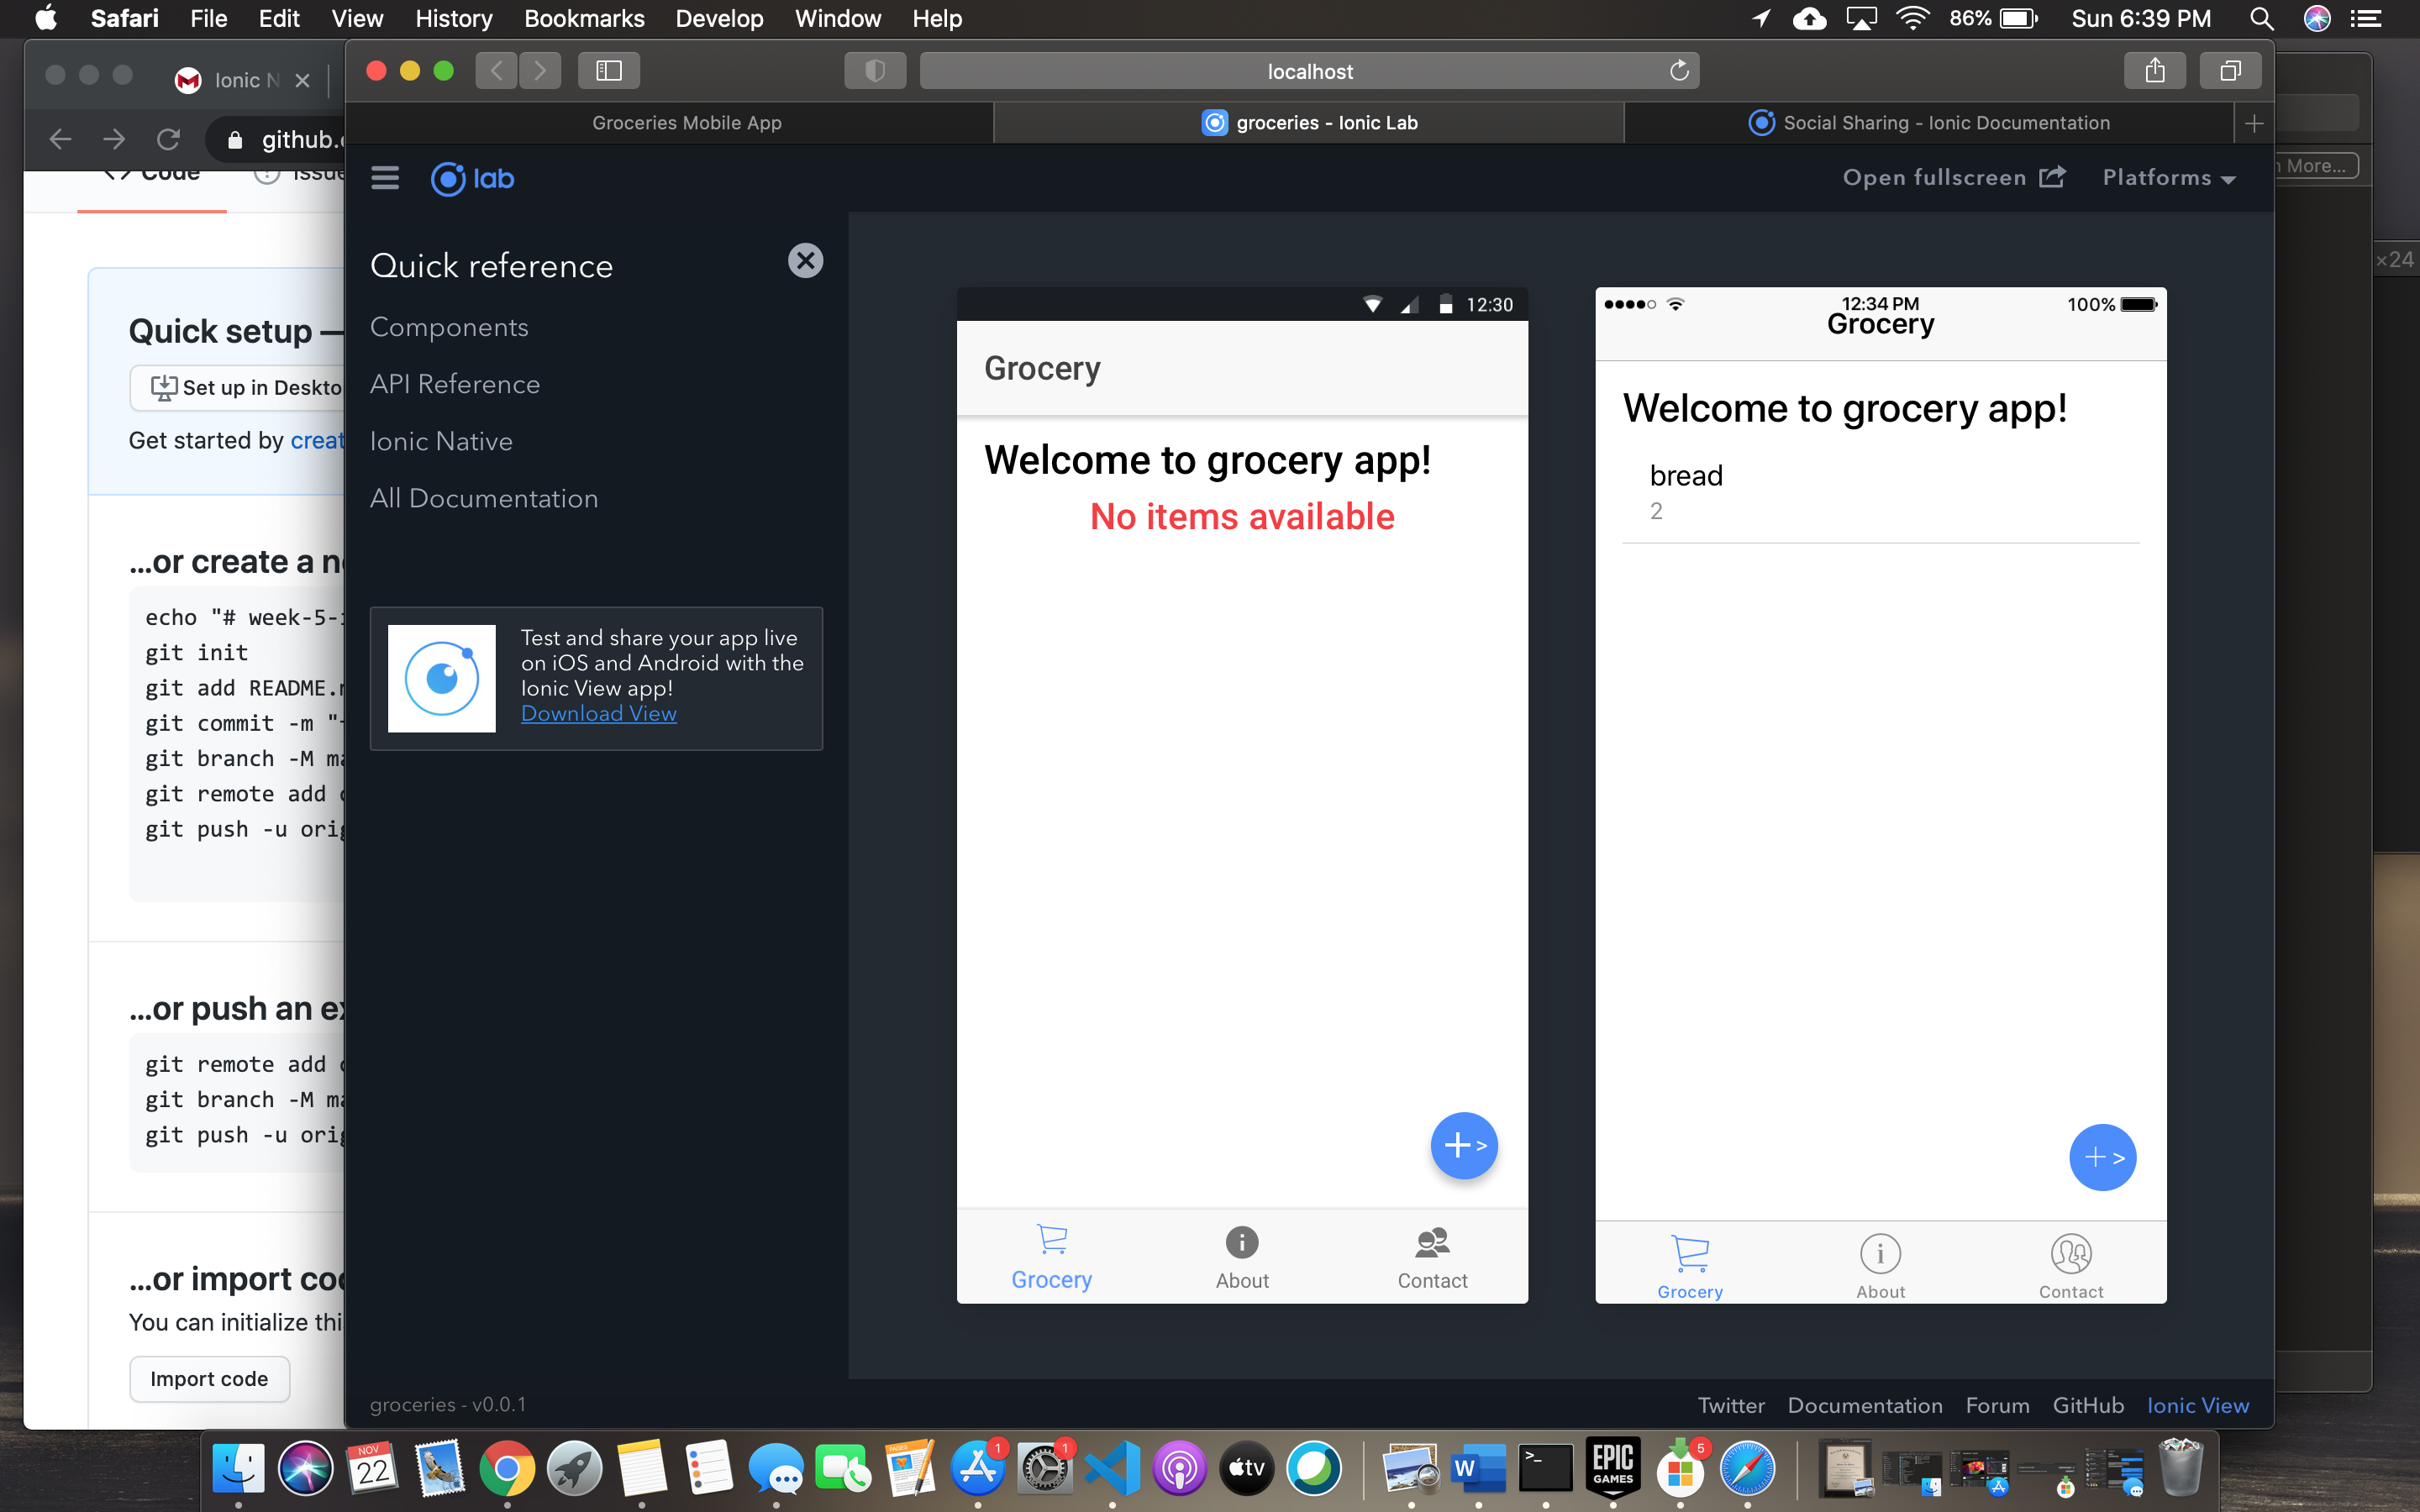 Safari File Edit View History Bookmarks Develop Window Help 86% Sun 6:39 PM
Ionic N
localhost
Groceries Mobile App
groceries - Ionic Lab
Social Sharing - Ionic Documentation
github.
Code
n More...
×24
lab
Open fullscreen
Platforms
Quick reference
Components
API Reference
Ionic Native
All Documentation
Test and share your app live
on iOS and Android with the
Ionic View app!
Download View
Quick setup —
Set up in Deskto
Get started by creat
...or create a n
echo "# week-5-
git init
git add README.
git commit -m "
git branch -M ma
git remote add
git push -u orig
...or push an ex
git remote add
git branch -M ma
git push -u orig
...or import co
You can initialize thi
Import code
12:30
Grocery
Welcome to grocery app!
No items available
+ >
Grocery
About
Contact
12:34 PM
100%
Grocery
Welcome to grocery app!
bread
2
+ >
Grocery
About
Contact
groceries - v0.0.1
Twitter Documentation Forum GitHub Ionic View
NOV
22
PAGES
1
1
tv
W
>_
EPIC
GAMES
5